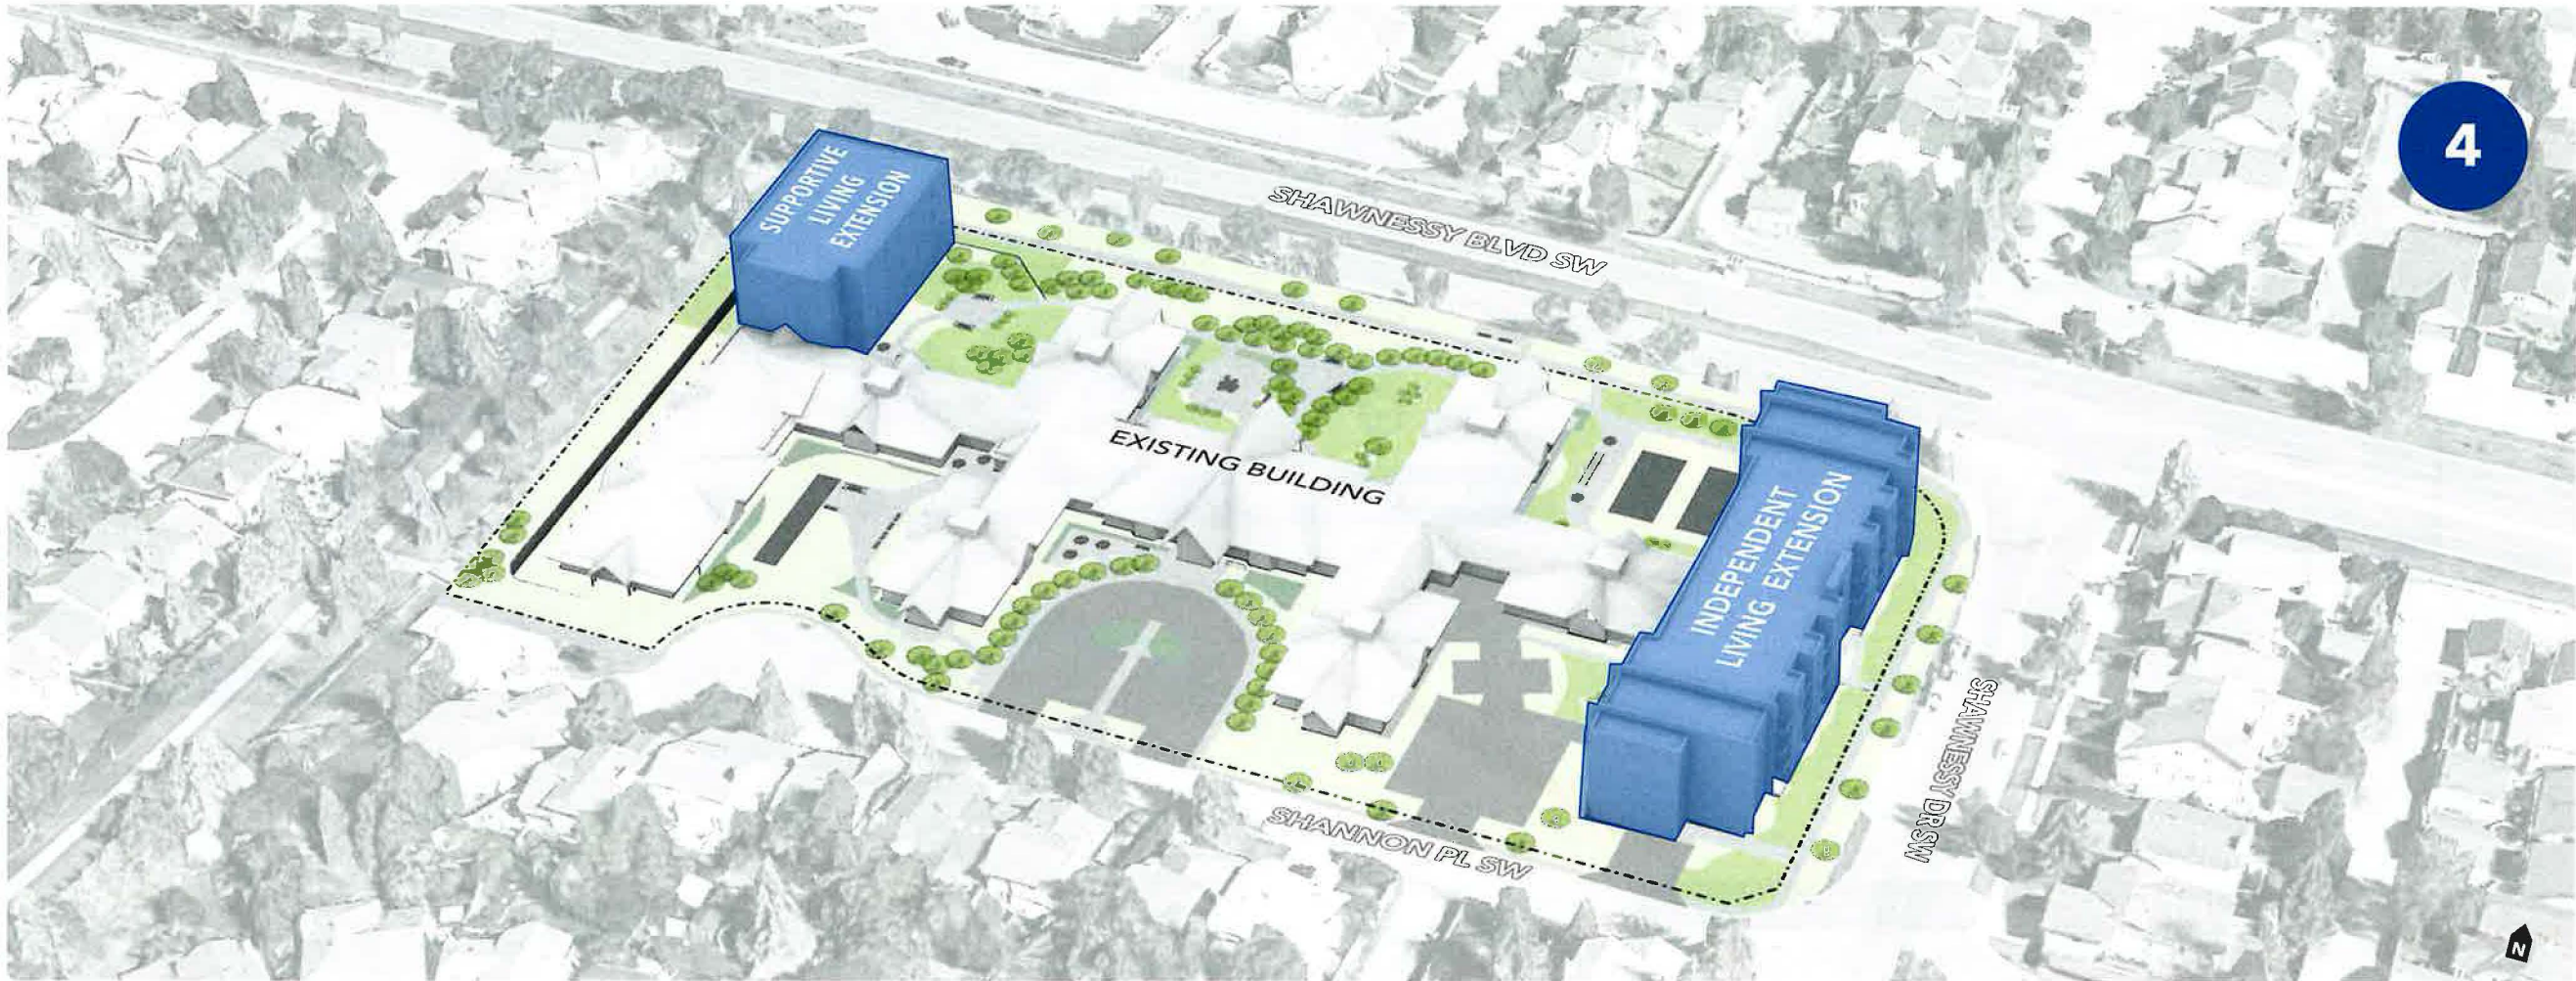 4
SUPPORTIVE
LIVING
EXTENSION
SHAWNESSY BLVD SW
EXISTING BUILDING
INDEPENDENT
LIVING EXTENSION
SHAWNESSY DR SW
SHANNON PL SW
N